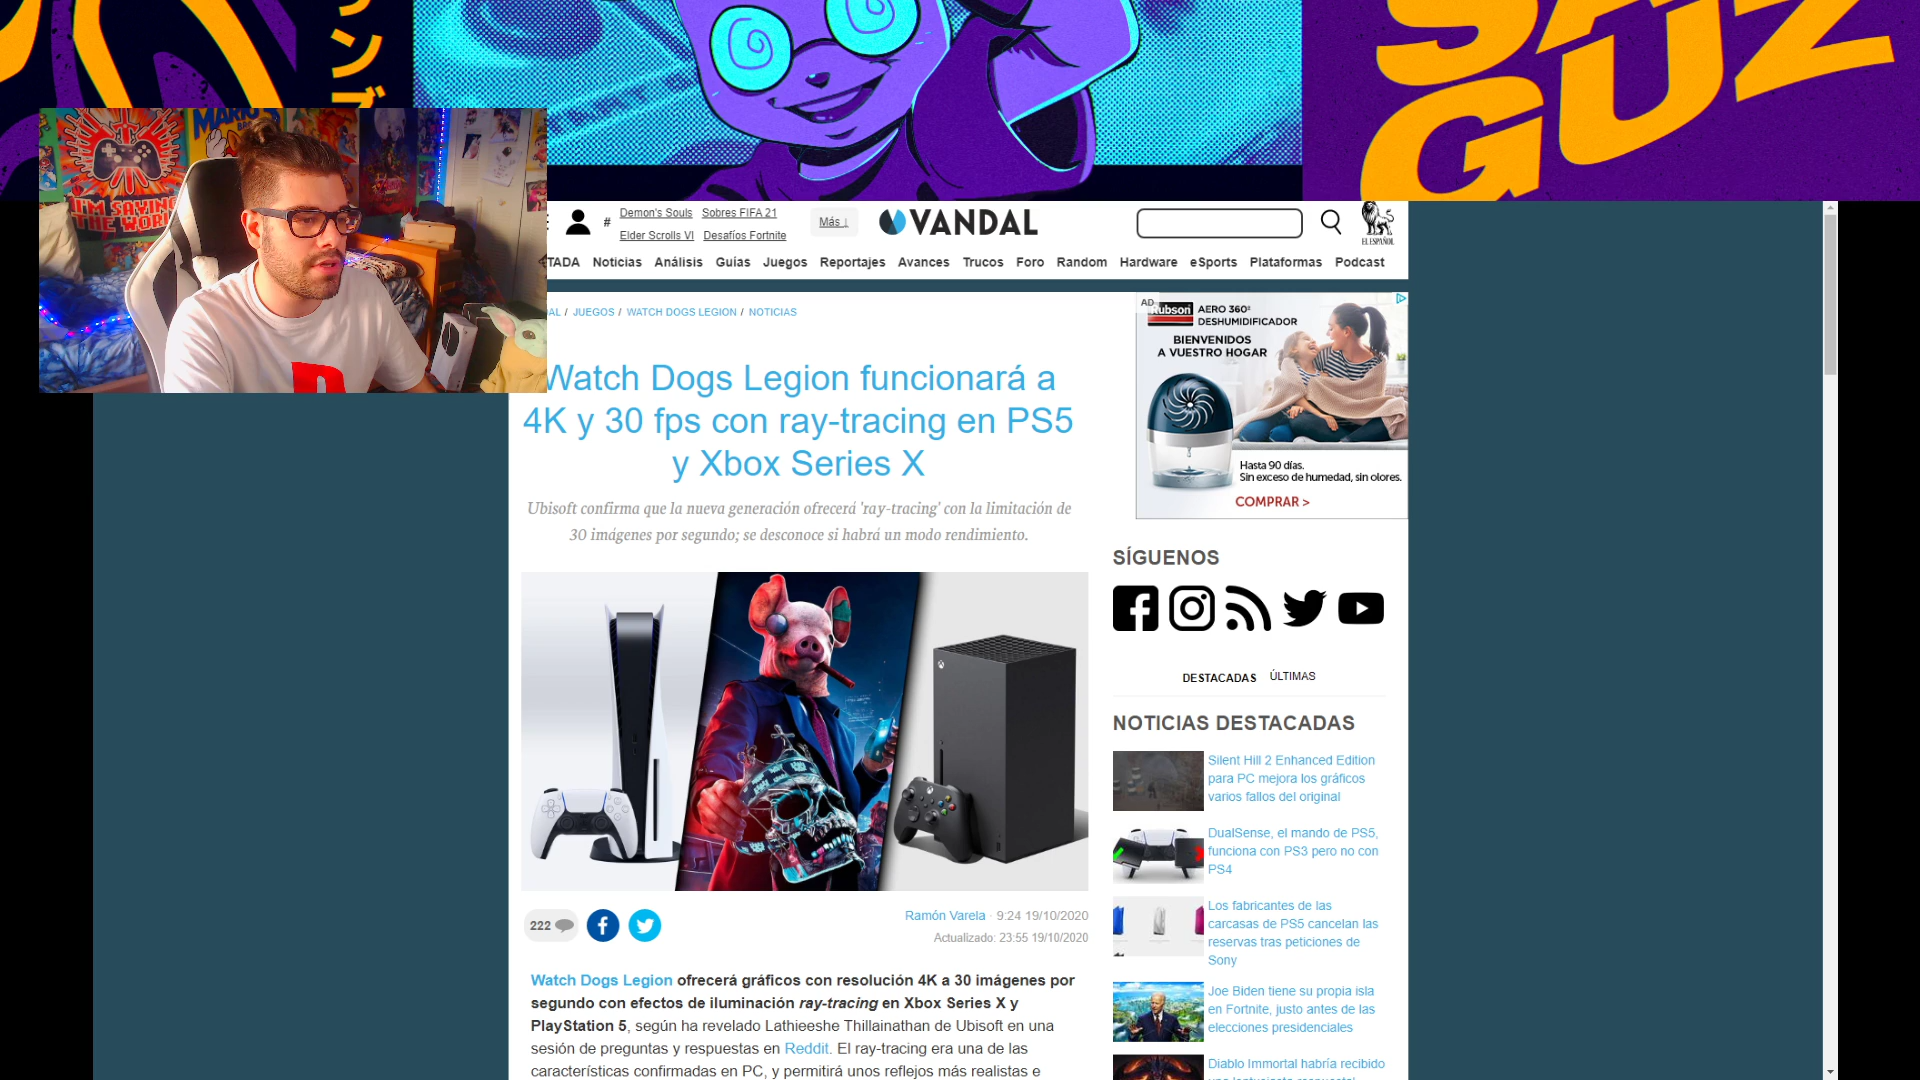 SA
GUZ
MARIO
I'M SAVING
THE WORLD
# Demon's Souls Sobres FIFA 21
Elder Scrolls VI Desafíos Fortnite
Más ↓
VANDAL
EL ESPAÑOL
TADA Noticias Análisis Guías Juegos Reportajes Avances Trucos Foro Random Hardware eSports Plataformas Podcast
DAL / JUEGOS / WATCH DOGS LEGION / NOTICIAS
Watch Dogs Legion funcionará a
4K y 30 fps con ray-tracing en PS5
y Xbox Series X
Ubisoft confirma que la nueva generación ofrecerá 'ray-tracing' con la limitación de
30 imágenes por segundo; se desconoce si habrá un modo rendimiento.
222
Ramón Varela · 9:24 19/10/2020
Actualizado: 23:55 19/10/2020
Watch Dogs Legion ofrecerá gráficos con resolución 4K a 30 imágenes por
segundo con efectos de iluminación ray-tracing en Xbox Series X y
PlayStation 5, según ha revelado Lathieeshe Thillainathan de Ubisoft en una
sesión de preguntas y respuestas en Reddit. El ray-tracing era una de las
características confirmadas en PC, y permitirá unos reflejos más realistas e
AD
Rubson
AERO 360º
DESHUMIDIFICADOR
BIENVENIDOS
A VUESTRO HOGAR
Hasta 90 días.
Sin exceso de humedad, sin olores.
COMPRAR >
SÍGUENOS
DESTACADAS ÚLTIMAS
NOTICIAS DESTACADAS
Silent Hill 2 Enhanced Edition
para PC mejora los gráficos
varios fallos del original
DualSense, el mando de PS5,
funciona con PS3 pero no con
PS4
Los fabricantes de las
carcasas de PS5 cancelan las
reservas tras peticiones de
Sony
Joe Biden tiene su propia isla
en Fortnite, justo antes de las
elecciones presidenciales
Diablo Immortal habría recibido